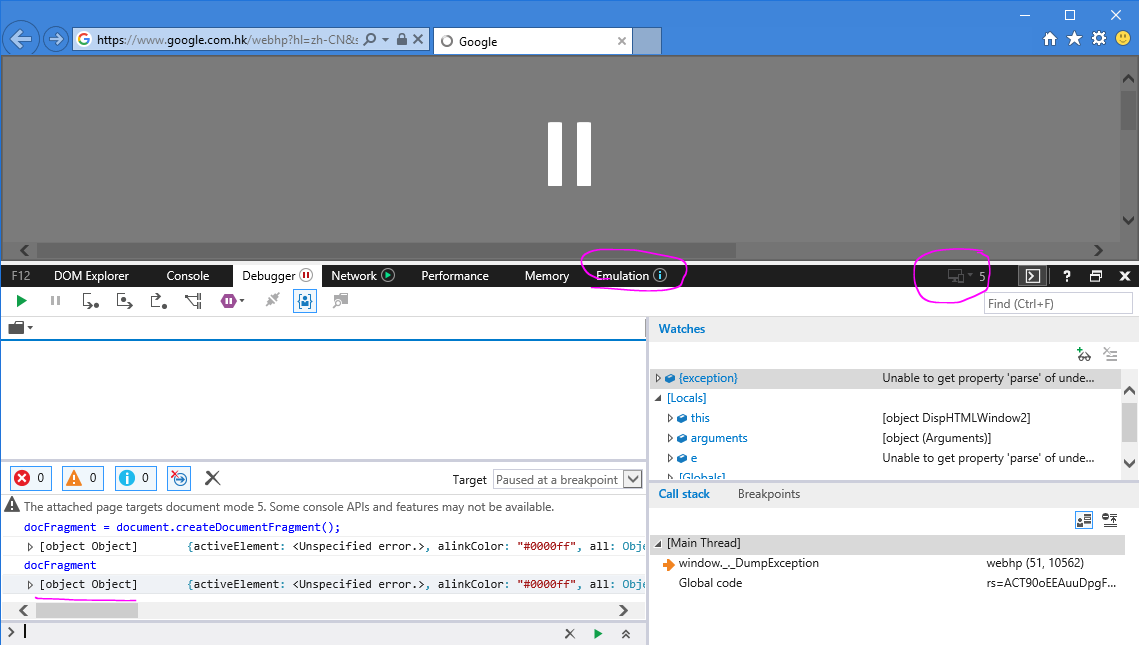 https://www.google.com.hk/webhp?hl=zh-CN&s
Google
F12 DOM Explorer Console Debugger Network Performance Memory Emulation 5 ?
Find (Ctrl+F)
Watches
{exception} Unable to get property 'parse' of unde...
[Locals]
this [object DispHTMLWindow2]
arguments [object (Arguments)]
e Unable to get property 'parse' of unde...
[Globals]
0 0 0 Target Paused at a breakpoint
The attached page targets document mode 5. Some console APIs and features may not be available.
docFragment = document.createDocumentFragment();
[object Object] {activeElement: <Unspecified error.>, alinkColor: "#0000ff", all: Obje
docFragment
[object Object] {activeElement: <Unspecified error.>, alinkColor: "#0000ff", all: Obje
Call stack Breakpoints
[Main Thread]
window._._DumpException webhp (51, 10562)
Global code rs=ACT90oEEAuuDpgF...